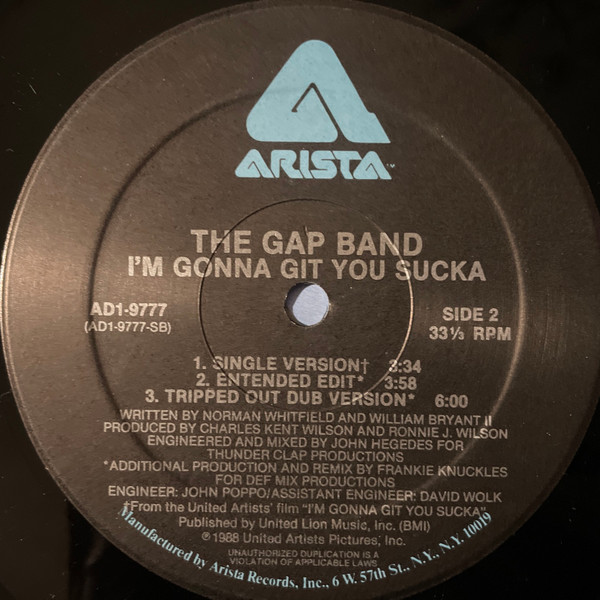 ARISTA™
THE GAP BAND
I'M GONNA GIT YOU SUCKA
AD1-9777
(AD1-9777-SB)
SIDE 2
33⅓ RPM
1. SINGLE VERSION† 3:34
2. ENTENDED EDIT* 3:58
3. TRIPPED OUT DUB VERSION* 6:00
WRITTEN BY NORMAN WHITFIELD AND WILLIAM BRYANT II
PRODUCED BY CHARLES KENT WILSON AND RONNIE J. WILSON
ENGINEERED AND MIXED BY JOHN HEGEDES FOR
THUNDER CLAP PRODUCTIONS
*ADDITIONAL PRODUCTION AND REMIX BY FRANKIE KNUCKLES
FOR DEF MIX PRODUCTIONS
ENGINEER: JOHN POPPO/ASSISTANT ENGINEER: DAVID WOLK
†From the United Artists' film "I'M GONNA GIT YOU SUCKA"
Published by United Lion Music, Inc. (BMI)
℗1988 United Artists Pictures, Inc.
UNAUTHORIZED DUPLICATION IS A
VIOLATION OF APPLICABLE LAWS
Manufactured by Arista Records, Inc., 6 W. 57th St., N.Y., N.Y. 10019